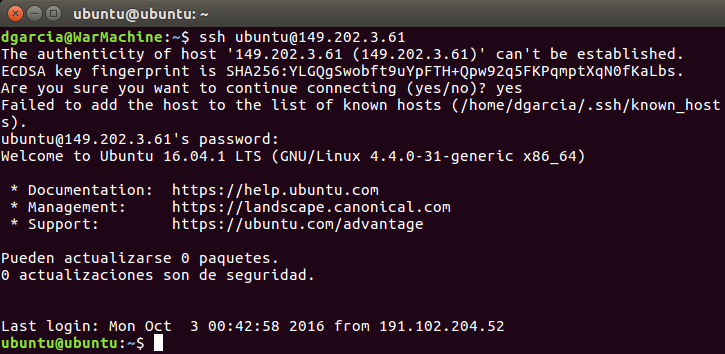 ubuntu@ubuntu: ~
dgarcia@WarMachine:~$ ssh ubuntu@149.202.3.61
The authenticity of host '149.202.3.61 (149.202.3.61)' can't be established.
ECDSA key fingerprint is SHA256:YLGQgSwobft9uYpFTH+Qpw92q5FKPqmptXqN0fKaLbs.
Are you sure you want to continue connecting (yes/no)? yes
Failed to add the host to the list of known hosts (/home/dgarcia/.ssh/known_host
s).
ubuntu@149.202.3.61's password:
Welcome to Ubuntu 16.04.1 LTS (GNU/Linux 4.4.0-31-generic x86_64)
* Documentation:  https://help.ubuntu.com
* Management:     https://landscape.canonical.com
* Support:        https://ubuntu.com/advantage
Pueden actualizarse 0 paquetes.
0 actualizaciones son de seguridad.
Last login: Mon Oct  3 00:42:58 2016 from 191.102.204.52
ubuntu@ubuntu:~$